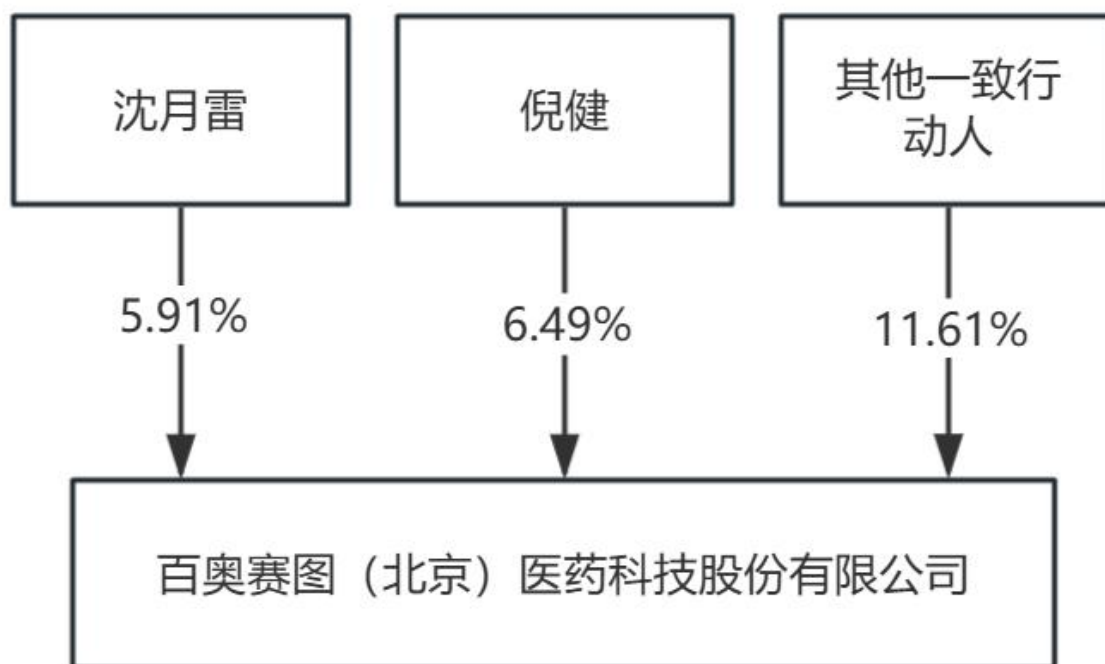 沈月雷
倪健
其他一致行
动人
5.91%
6.49%
11.61%
百奥赛图（北京）医药科技股份有限公司